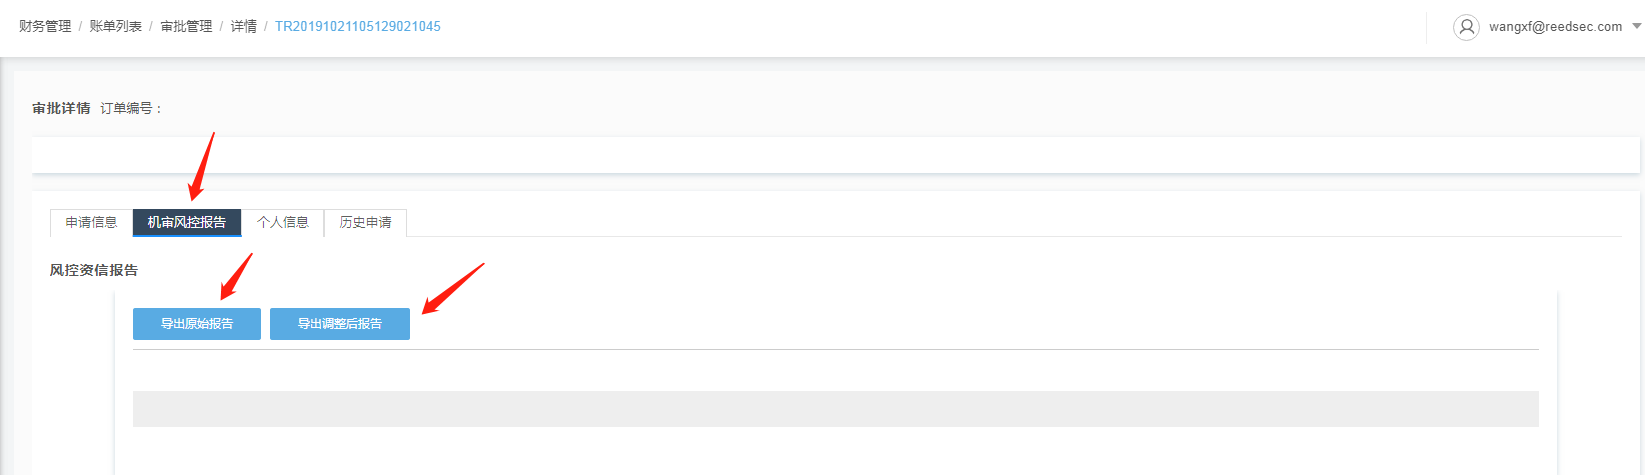 财务管理 / 账单列表 / 审批管理 / 详情 / TR20191021105129021045
wangxf@reedsec.com
审批详情 订单编号：
申请信息 机审风控报告 个人信息 历史申请
风控资信报告
导出原始报告 导出调整后报告